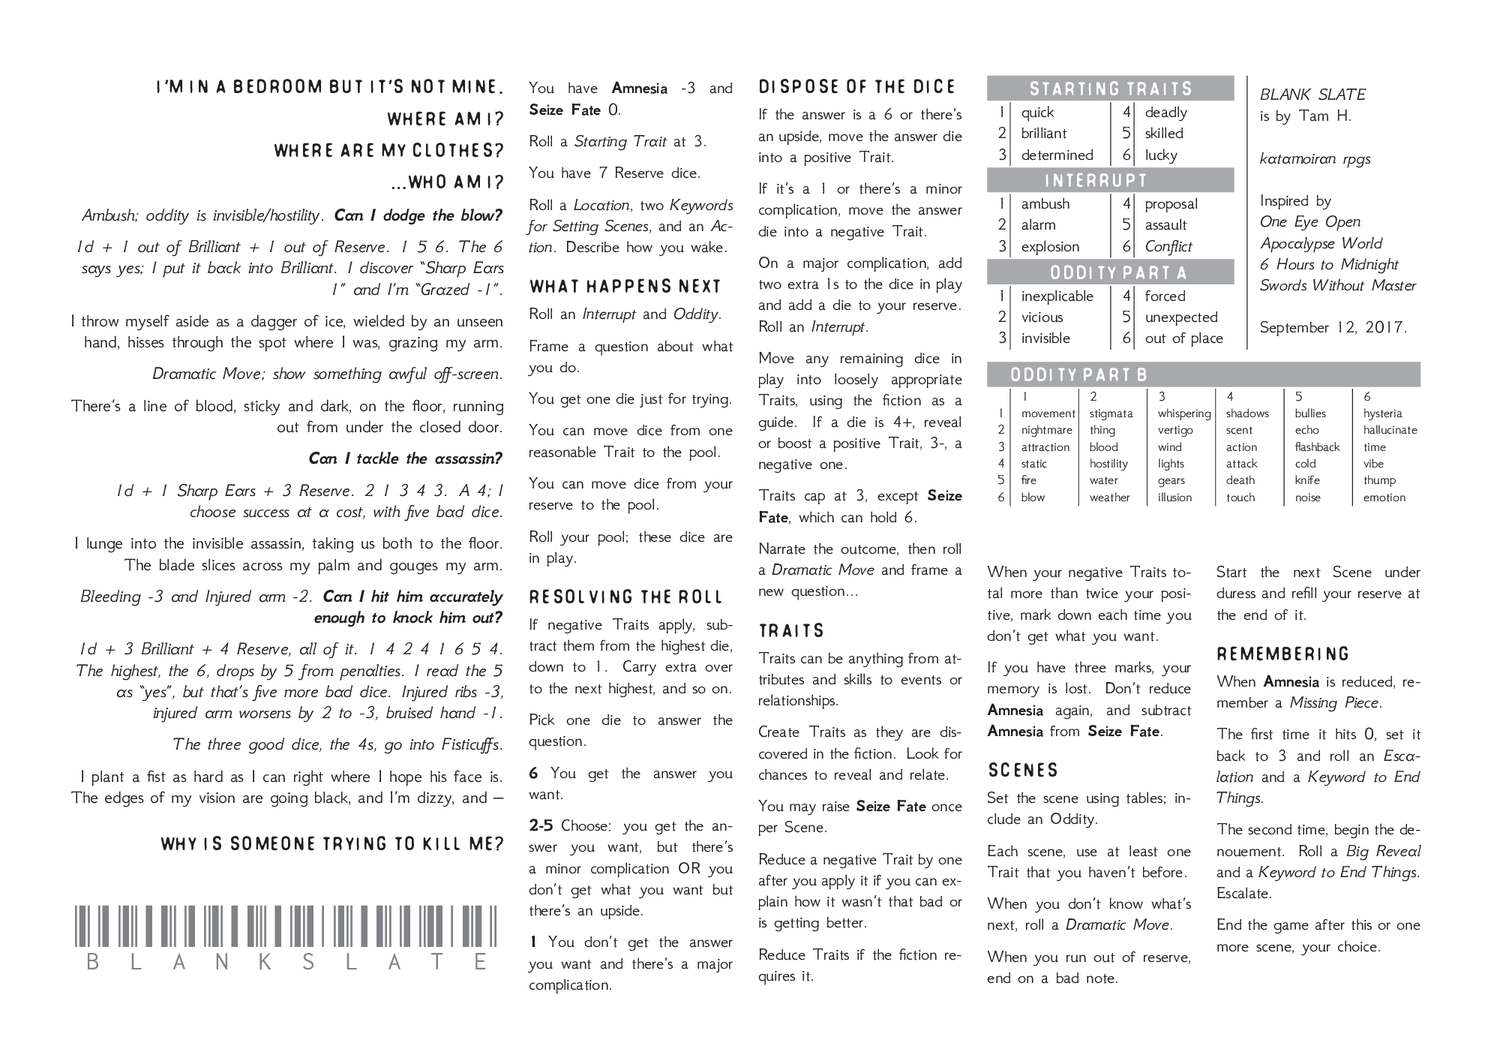 I'M IN A BEDROOM BUT IT'S NOT MINE.
WHERE AM I?
WHERE ARE MY CLOTHES?
...WHO AM I?
Ambush; oddity is invisible/hostility. Can I dodge the blow?
1d + 1 out of Brilliant + 1 out of Reserve. 1 5 6. The 6
says yes; I put it back into Brilliant. I discover "Sharp Ears
1" and I'm "Grazed -1".
I throw myself aside as a dagger of ice, wielded by an unseen
hand, hisses through the spot where I was, grazing my arm.
Dramatic Move; show something awful off-screen.
There's a line of blood, sticky and dark, on the floor, running
out from under the closed door.
Can I tackle the assassin?
1d + 1 Sharp Ears + 3 Reserve. 2 1 3 4 3. A 4; I
choose success at a cost, with five bad dice.
I lunge into the invisible assassin, taking us both to the floor.
The blade slices across my palm and gouges my arm.
Bleeding -3 and Injured arm -2. Can I hit him accurately
enough to knock him out?
1d + 3 Brilliant + 4 Reserve, all of it. 1 4 2 4 1 6 5 4.
The highest, the 6, drops by 5 from penalties. I read the 5
as "yes", but that's five more bad dice. Injured ribs -3,
injured arm worsens by 2 to -3, bruised hand -1.
The three good dice, the 4s, go into Fisticuffs.
I plant a fist as hard as I can right where I hope his face is.
The edges of my vision are going black, and I'm dizzy, and –
WHY IS SOMEONE TRYING TO KILL ME?
B L A N K S L A T E
You have Amnesia -3 and
Seize Fate 0.
Roll a Starting Trait at 3.
You have 7 Reserve dice.
Roll a Location, two Keywords
for Setting Scenes, and an Ac-
tion. Describe how you wake.
WHAT HAPPENS NEXT
Roll an Interrupt and Oddity.
Frame a question about what
you do.
You get one die just for trying.
You can move dice from one
reasonable Trait to the pool.
You can move dice from your
reserve to the pool.
Roll your pool; these dice are
in play.
RESOLVING THE ROLL
If negative Traits apply, sub-
tract them from the highest die,
down to 1. Carry extra over
to the next highest, and so on.
Pick one die to answer the
question.
6 You get the answer you
want.
2-5 Choose: you get the an-
swer you want, but there's
a minor complication OR you
don't get what you want but
there's an upside.
1 You don't get the answer
you want and there's a major
complication.
DISPOSE OF THE DICE
If the answer is a 6 or there's
an upside, move the answer die
into a positive Trait.
If it's a 1 or there's a minor
complication, move the answer
die into a negative Trait.
On a major complication, add
two extra 1s to the dice in play
and add a die to your reserve.
Roll an Interrupt.
Move any remaining dice in
play into loosely appropriate
Traits, using the fiction as a
guide. If a die is 4+, reveal
or boost a positive Trait, 3-, a
negative one.
Traits cap at 3, except Seize
Fate, which can hold 6.
Narrate the outcome, then roll
a Dramatic Move and frame a
new question...
TRAITS
Traits can be anything from at-
tributes and skills to events or
relationships.
Create Traits as they are dis-
covered in the fiction. Look for
chances to reveal and relate.
You may raise Seize Fate once
per Scene.
Reduce a negative Trait by one
after you apply it if you can ex-
plain how it wasn't that bad or
is getting better.
Reduce Traits if the fiction re-
quires it.
STARTING TRAITS
1 quick 4 deadly
2 brilliant 5 skilled
3 determined 6 lucky
INTERRUPT
1 ambush 4 proposal
2 alarm 5 assault
3 explosion 6 Conflict
ODDITY PART A
1 inexplicable 4 forced
2 vicious 5 unexpected
3 invisible 6 out of place
BLANK SLATE
is by Tam H.
katamoiran rpgs
Inspired by
One Eye Open
Apocalypse World
6 Hours to Midnight
Swords Without Master
September 12, 2017.
ODDITY PART B
1 2 3 4 5 6
1 movement stigmata whispering shadows bullies hysteria
2 nightmare thing vertigo scent echo hallucinate
3 attraction blood wind action flashback time
4 static hostility lights attack cold vibe
5 fire water gears death knife thump
6 blow weather illusion touch noise emotion
When your negative Traits to-
tal more than twice your posi-
tive, mark down each time you
don't get what you want.
If you have three marks, your
memory is lost. Don't reduce
Amnesia again, and subtract
Amnesia from Seize Fate.
SCENES
Set the scene using tables; in-
clude an Oddity.
Each scene, use at least one
Trait that you haven't before.
When you don't know what's
next, roll a Dramatic Move.
When you run out of reserve,
end on a bad note.
Start the next Scene under
duress and refill your reserve at
the end of it.
REMEMBERING
When Amnesia is reduced, re-
member a Missing Piece.
The first time it hits 0, set it
back to 3 and roll an Esca-
lation and a Keyword to End
Things.
The second time, begin the de-
nouement. Roll a Big Reveal
and a Keyword to End Things.
Escalate.
End the game after this or one
more scene, your choice.